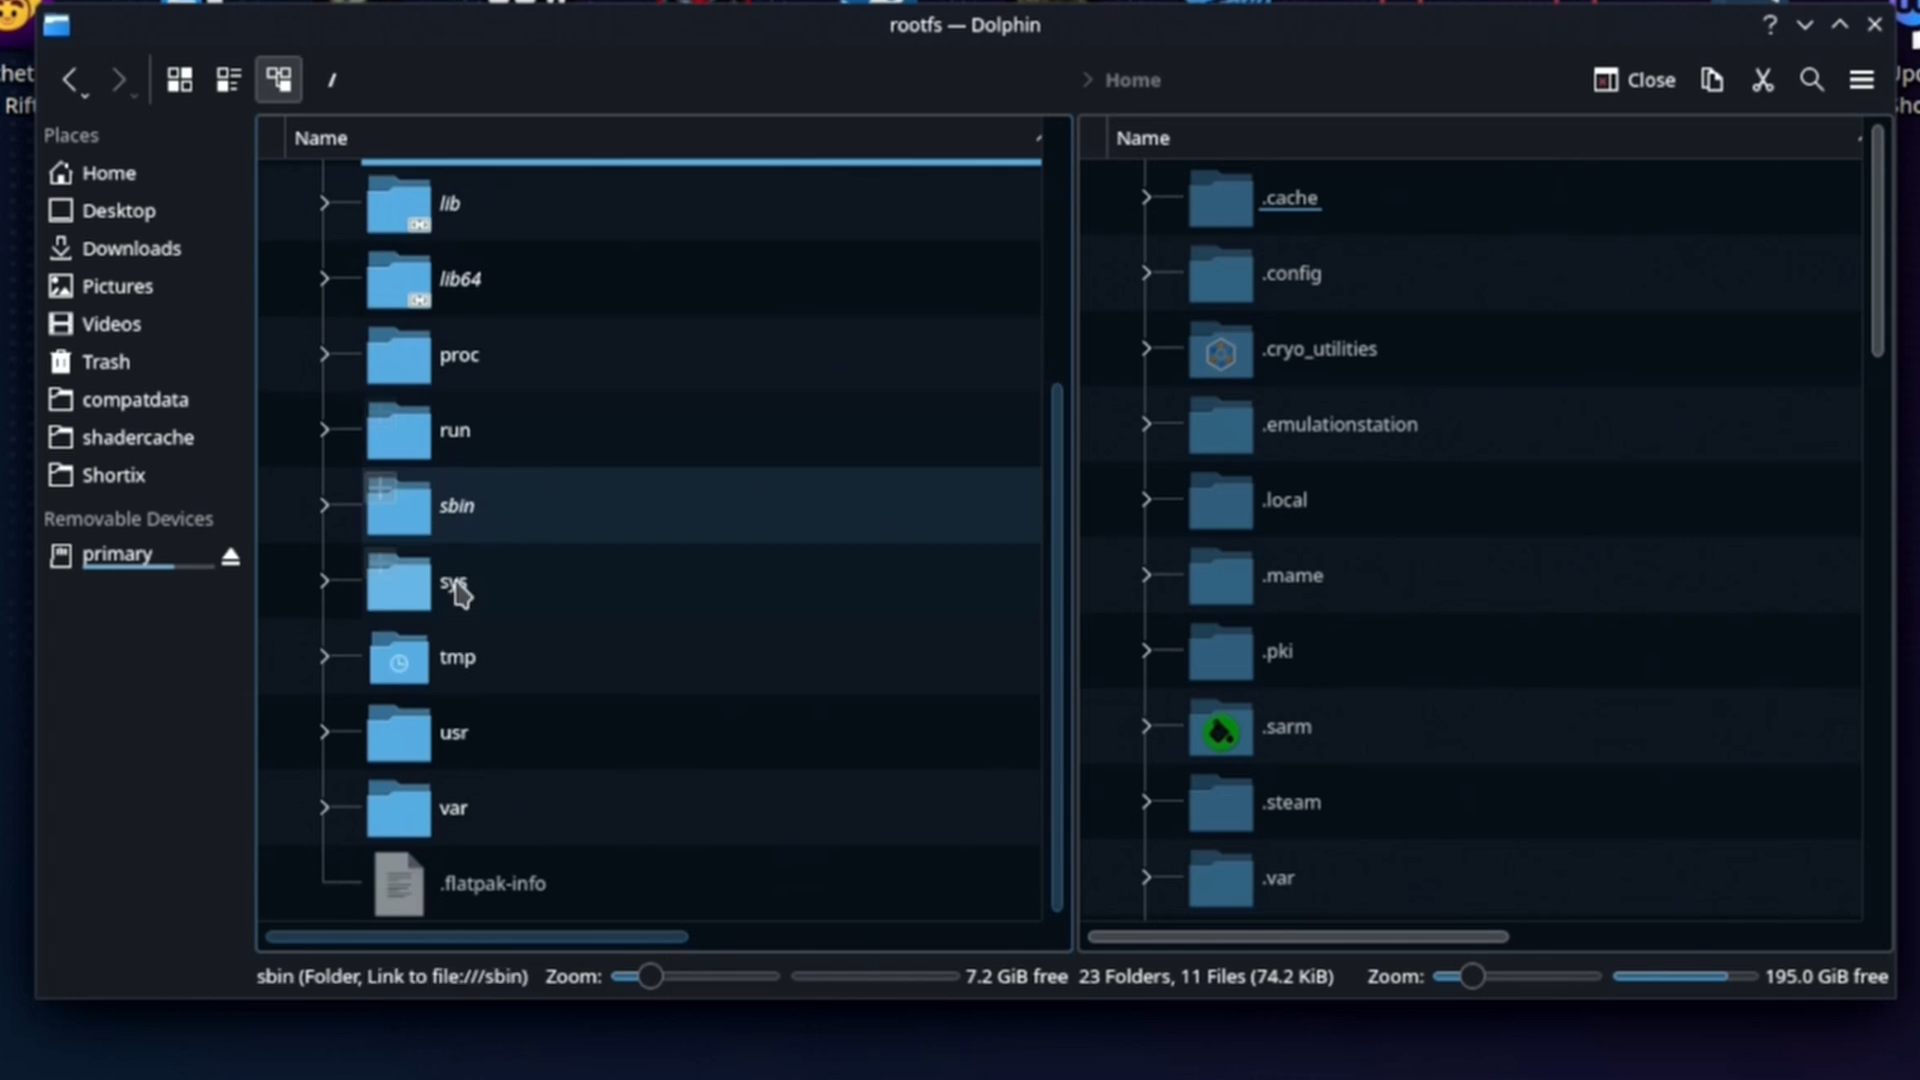 rootfs — Dolphin
/
Home
Close
Places
Home
Desktop
Downloads
Pictures
Videos
Trash
compatdata
shadercache
Shortix
Removable Devices
primary
Name
lib
lib64
proc
run
sbin
sys
tmp
usr
var
.flatpak-info
Name
.cache
.config
.cryo_utilities
.emulationstation
.local
.mame
.pki
.sarm
.steam
.var
sbin (Folder, Link to file:///sbin)
Zoom:
7.2 GiB free
23 Folders, 11 Files (74.2 KiB)
Zoom:
195.0 GiB free